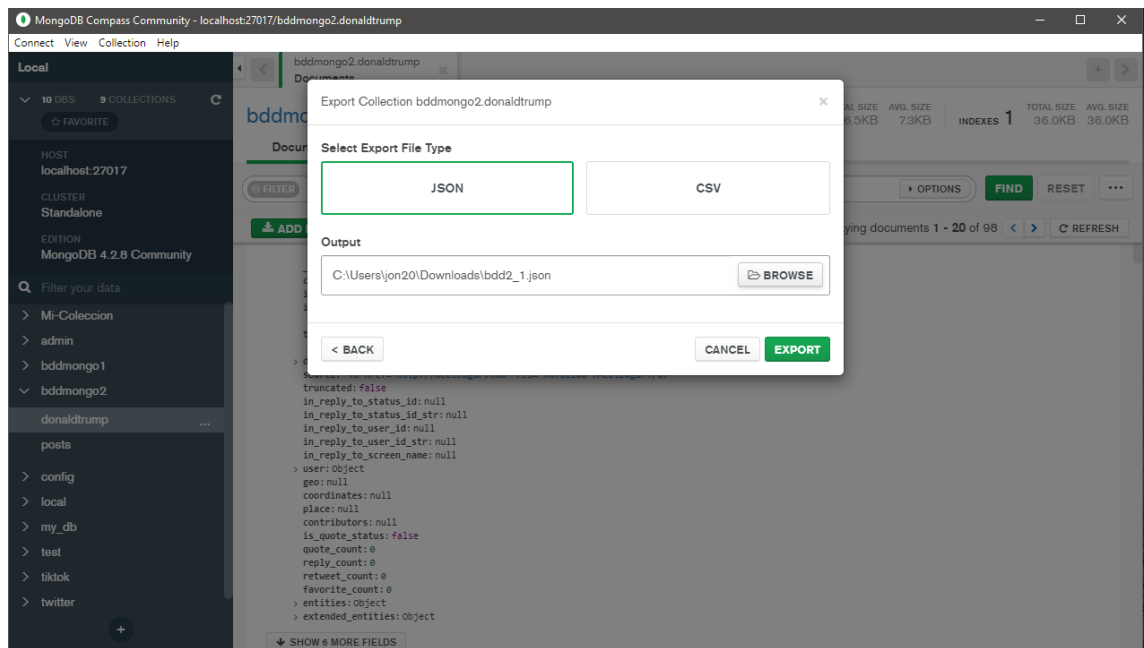 MongoDB Compass Community - localhost:27017/bddmongo2.donaldtrump
Connect View Collection Help
Local
10 DBS 9 COLLECTIONS
FAVORITE
HOST
localhost:27017
CLUSTER
Standalone
EDITION
MongoDB 4.2.8 Community
Filter your data
Mi-Coleccion
admin
bddmongo1
bddmongo2
donaldtrump ...
posts
config
local
my_db
test
tiktok
twitter
+
bddmongo2.donaldtrump
Documents
bddmo
AVG. SIZE
7.3KB
INDEXES 1
TOTAL SIZE AVG. SIZE
36.0KB 36.0KB
Docur
FILTER
OPTIONS
FIND
RESET
...
ADD
ying documents 1 - 20 of 98
REFRESH
Export Collection bddmongo2.donaldtrump
Select Export File Type
JSON
CSV
Output
C:\Users\jon20\Downloads\bdd2_1.json
BROWSE
< BACK
CANCEL
EXPORT
truncated: false
in_reply_to_status_id: null
in_reply_to_status_id_str: null
in_reply_to_user_id: null
in_reply_to_user_id_str: null
in_reply_to_screen_name: null
user: Object
geo: null
coordinates: null
place: null
contributors: null
is_quote_status: false
quote_count: 0
reply_count: 0
retweet_count: 0
favorite_count: 0
entities: Object
extended_entities: Object
SHOW 6 MORE FIELDS